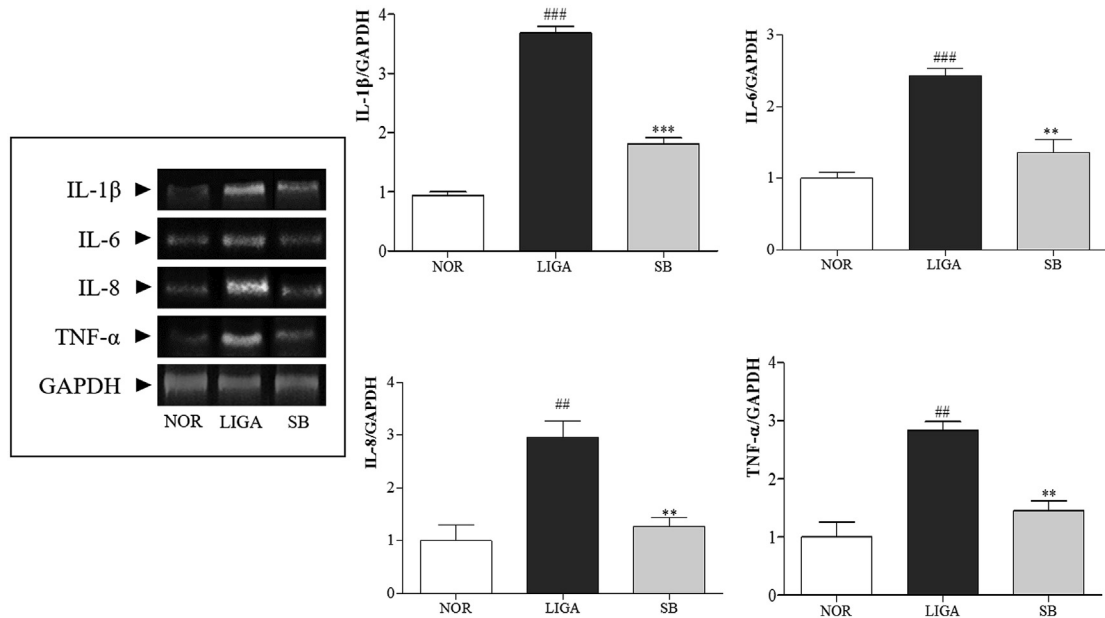 IL-1β
IL-6
IL-8
TNF-α
GAPDH
NOR LIGA SB
IL-1β/GAPDH
4
3
2
1
0
###
***
NOR LIGA SB
IL-6/GAPDH
3
2
1
0
###
**
NOR LIGA SB
IL-8/GAPDH
4
3
2
1
0
##
**
NOR LIGA SB
TNF-α/GAPDH
4
3
2
1
0
##
**
NOR LIGA SB